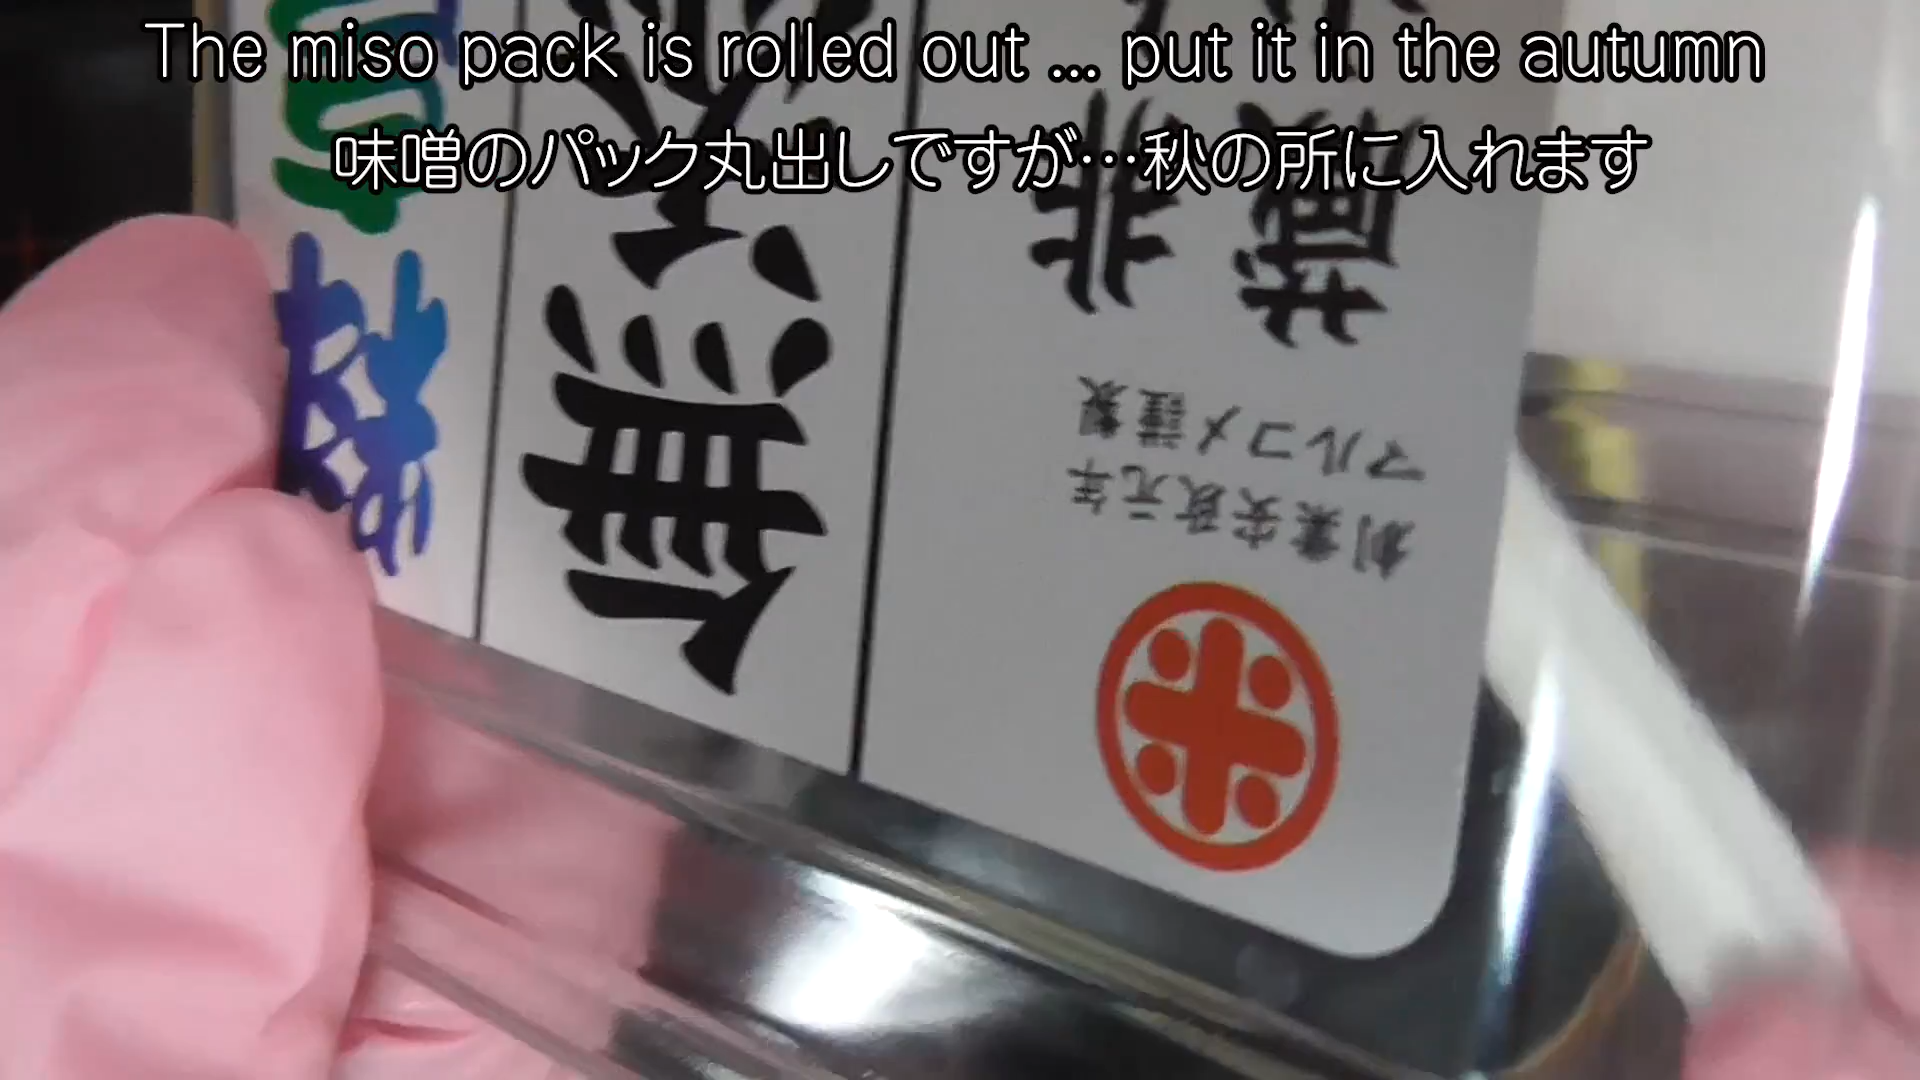 The miso pack is rolled out ... put it in the autumn
味噌のパック丸出しですが…秋の所に入れます
創業安政元年
マルコメ謹製
無添